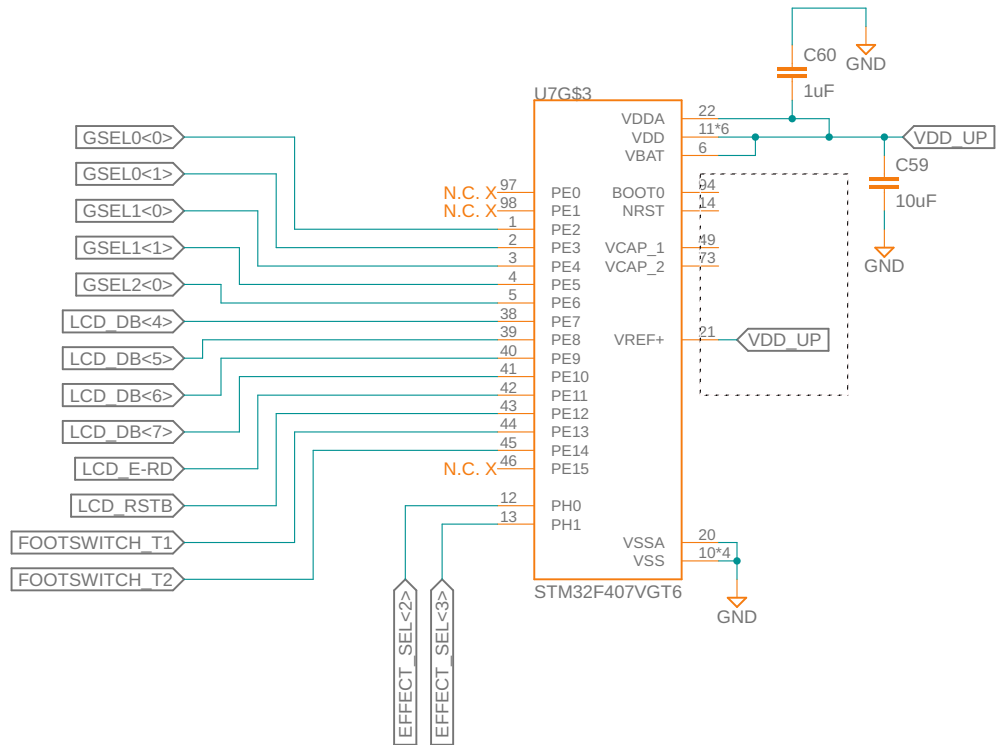 C60
GND
1uF
U7G$3
GSEL0<0>
GSEL0<1>
GSEL1<0>
GSEL1<1>
GSEL2<0>
LCD_DB<4>
LCD_DB<5>
LCD_DB<6>
LCD_DB<7>
LCD_E-RD
LCD_RSTB
FOOTSWITCH_T1
FOOTSWITCH_T2
EFFECT_SEL<2>
EFFECT_SEL<3>
N.C. X 97 PE0
N.C. X 98 PE1
1 PE2
2 PE3
3 PE4
4 PE5
5 PE6
38 PE7
39 PE8
40 PE9
41 PE10
42 PE11
43 PE12
44 PE13
45 PE14
N.C. X 46 PE15
12 PH0
13 PH1
VDDA 22
VDD 11*6
VBAT 6
VDD_UP
C59
10uF
GND
BOOT0 94
NRST 14
VCAP_1 49
VCAP_2 73
VREF+ 21
VDD_UP
VSSA 20
VSS 10*4
GND
STM32F407VGT6